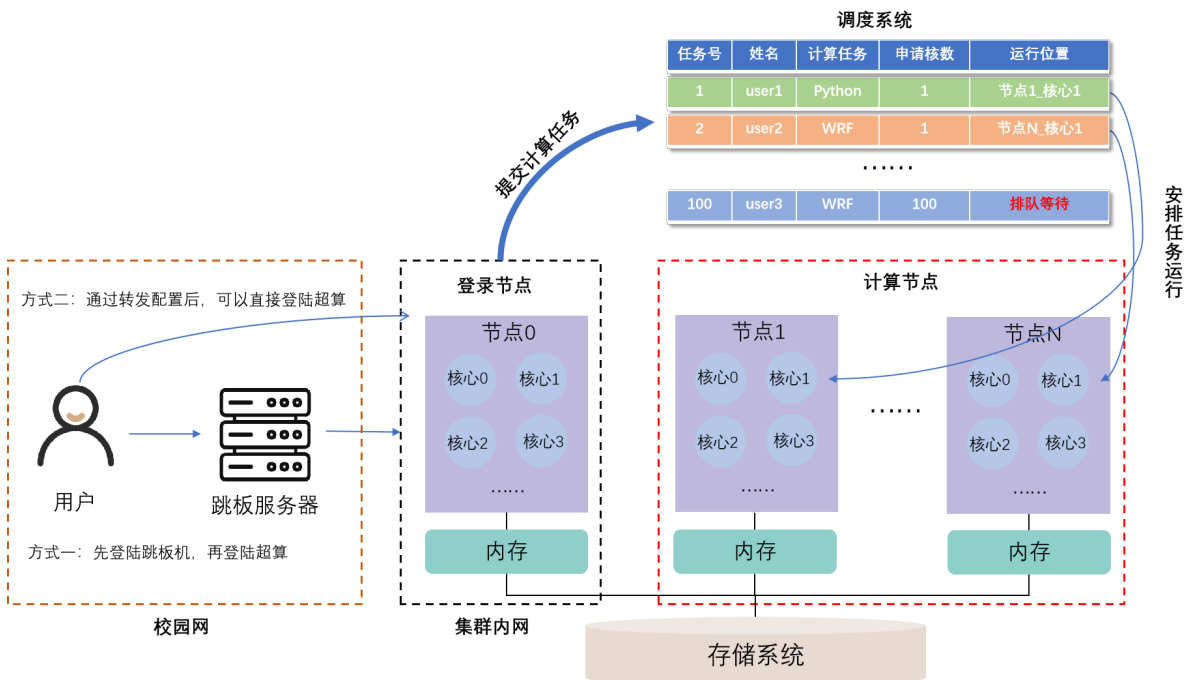 调度系统
任务号 姓名 计算任务 申请核数 运行位置
1 user1 Python 1 节点1_核心1
2 user2 WRF 1 节点N_核心1
……
100 user3 WRF 100 排队等待
提交计算任务
安排任务运行
方式二：通过转发配置后，可以直接登陆超算
用户
跳板服务器
方式一：先登陆跳板机，再登陆超算
校园网
登录节点
节点0
核心0 核心1
核心2 核心3
……
内存
集群内网
计算节点
节点1
核心0 核心1
核心2 核心3
……
内存
……
节点N
核心0 核心1
核心2 核心3
……
内存
存储系统